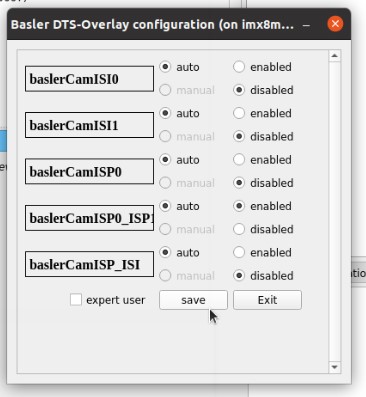 Basler DTS-Overlay configuration (on imx8m...
baslerCamISI0 auto enabled
manual disabled
baslerCamISI1 auto enabled
manual disabled
baslerCamISP0 auto enabled
manual disabled
baslerCamISP0_ISP1 auto enabled
manual disabled
baslerCamISP_ISI auto enabled
manual disabled
expert user save Exit